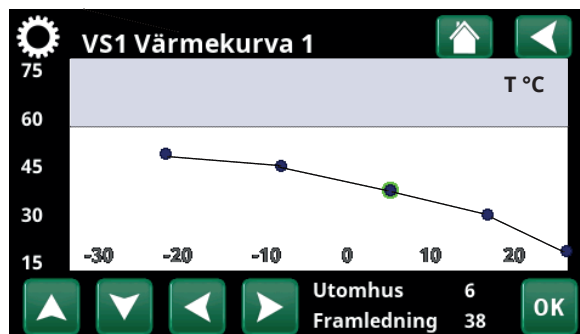 VS1 Värmekurva 1
75
T °C
60
45
30
15
-30 -20 -10 0 10 20
Utomhus 6
Framledning 38
OK